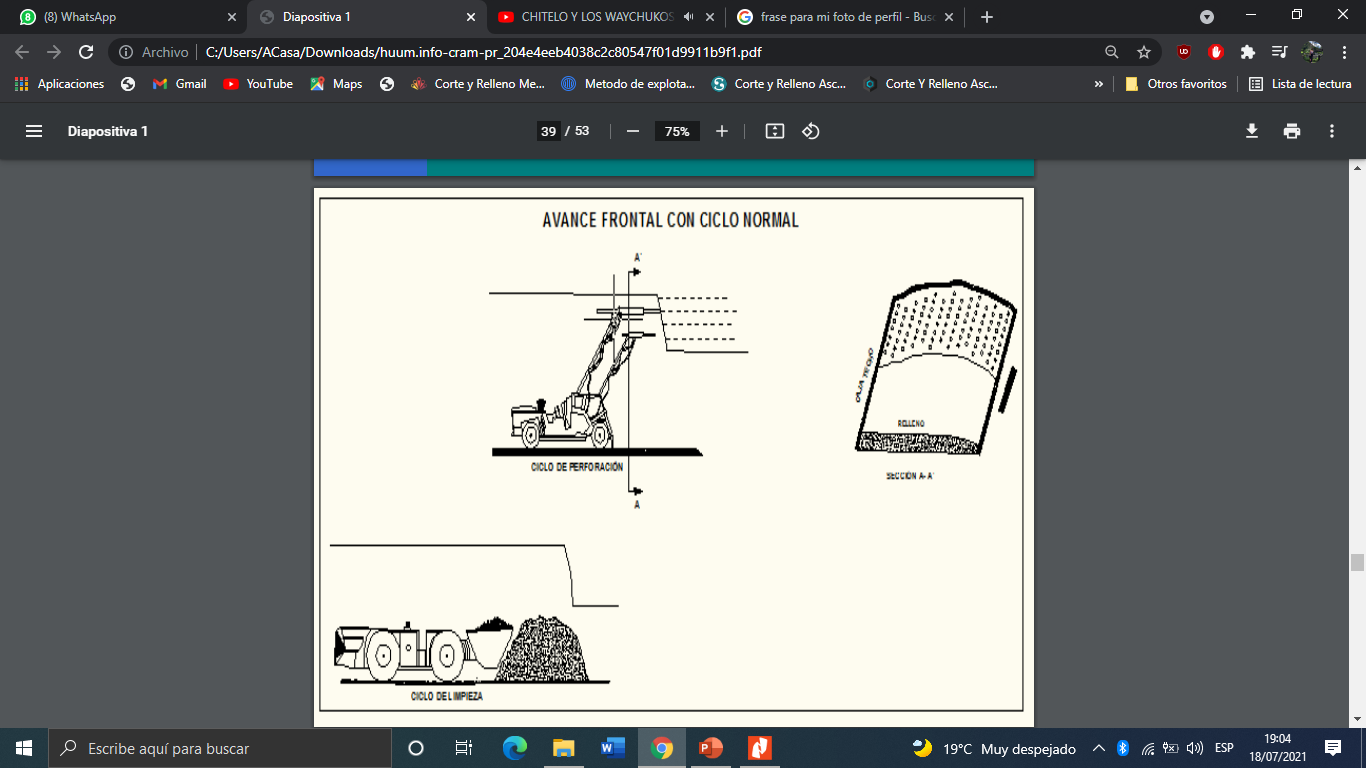 (8) WhatsApp
Diapositiva 1
CHITELO Y LOS WAYCHUKOS
frase para mi foto de perfil - Busc
Archivo
C:/Users/ACasa/Downloads/huum.info-cram-pr_204e4eeb4038c2c80547f01d9911b9f1.pdf
Aplicaciones
Gmail
YouTube
Maps
Corte y Relleno Me...
Metodo de explota...
Corte y Relleno Asc...
Corte Y Relleno Asc...
»
Otros favoritos
Lista de lectura
Diapositiva 1
39 / 53
75%
AVANCE FRONTAL CON CICLO NORMAL
A'
CICLO DE PERFORACIÓN
A
CAJA TECHO
RELLENO
SECCIÓN A-A'
CICLO DE LIMPIEZA
Escribe aquí para buscar
19°C Muy despejado
ESP
19:04
18/07/2021